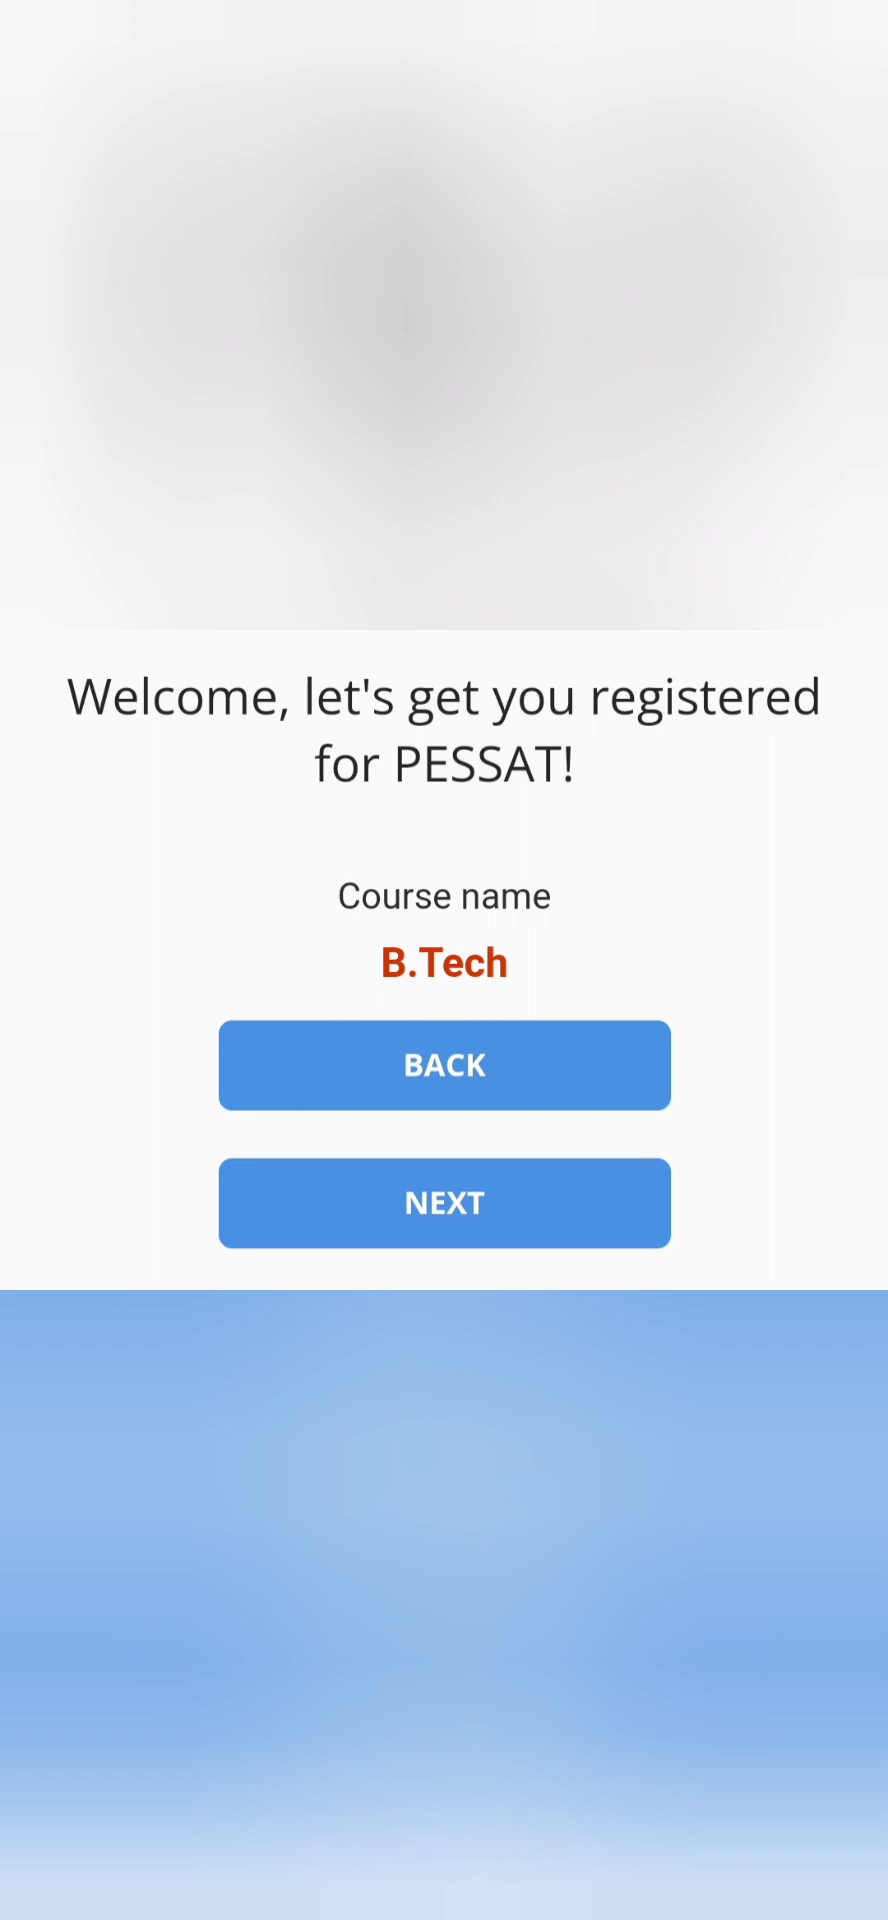 Welcome, let's get you registered
for PESSAT!
Course name
B.Tech
BACK
NEXT